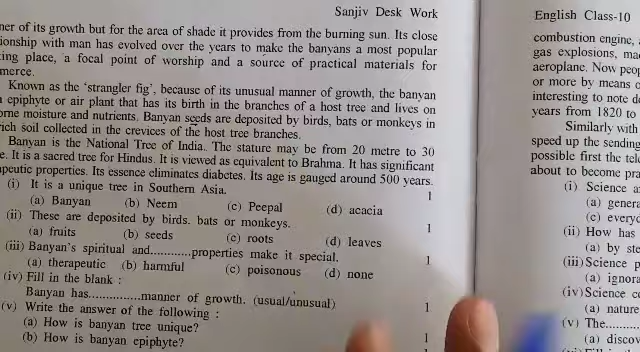 Sanjiv Desk Work
ner of its growth but for the area of shade it provides from the burning sun. Its close
ionship with man has evolved over the years to make the banyans a most popular
ing place, a focal point of worship and a source of practical materials for
merce.
Known as the 'strangler fig', because of its unusual manner of growth, the banyan
epiphyte or air plant that has its birth in the branches of a host tree and lives on
ome moisture and nutrients. Banyan seeds are deposited by birds, bats or monkeys in
rich soil collected in the crevices of the host tree branches.
Banyan is the National Tree of India. The stature may be from 20 metre to 30
e. It is a sacred tree for Hindus. It is viewed as equivalent to Brahma. It has significant
apeutic properties. Its essence eliminates diabetes. Its age is gauged around 500 years.
(i) It is a unique tree in Southern Asia. 1
(a) Banyan (b) Neem (c) Peepal (d) acacia
(ii) These are deposited by birds. bats or monkeys. 1
(a) fruits (b) seeds (c) roots (d) leaves
(iii) Banyan's spiritual and...........properties make it special. 1
(a) therapeutic (b) harmful (c) poisonous (d) none
(iv) Fill in the blank :
Banyan has..............manner of growth. (usual/unusual) 1
(v) Write the answer of the following :
(a) How is banyan tree unique? 1
(b) How is banyan epiphyte? 1
English Class-10
combustion engine,
gas explosions, ma
aeroplane. Now peop
or more by means o
interesting to note d
years from 1820 to
Similarly with
speed up the sending
possible first the tel
about to become pra
(i) Science a
(a) genera
(c) everyd
(ii) How has
(a) by ste
(iii) Science p
(a) ignora
(iv) Science c
(a) nature
(v) The........
(a) discov